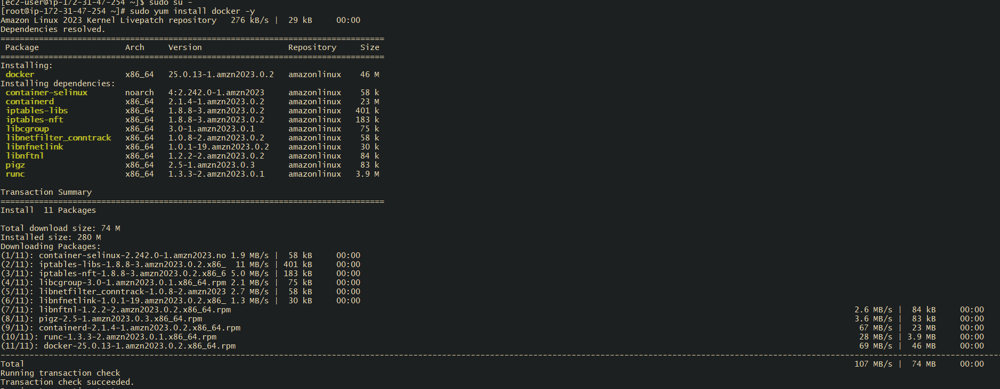 [ec2-user@ip-172-31-47-254 ~]$ sudo su -
[root@ip-172-31-47-254 ~]# sudo yum install docker -y
Amazon Linux 2023 Kernel Livepatch repository   276 kB/s |  29 kB     00:00
Dependencies resolved.
================================================================================
 Package                  Arch     Version                  Repository     Size
================================================================================
Installing:
 docker                   x86_64   25.0.13-1.amzn2023.0.2   amazonlinux    46 M
Installing dependencies:
 container-selinux        noarch   4:2.242.0-1.amzn2023     amazonlinux    58 k
 containerd               x86_64   2.1.4-1.amzn2023.0.2     amazonlinux    23 M
 iptables-libs            x86_64   1.8.8-3.amzn2023.0.2     amazonlinux   401 k
 iptables-nft             x86_64   1.8.8-3.amzn2023.0.2     amazonlinux   183 k
 libcgroup                x86_64   3.0-1.amzn2023.0.1       amazonlinux    75 k
 libnetfilter_conntrack   x86_64   1.0.8-2.amzn2023.0.2     amazonlinux    58 k
 libnfnetlink             x86_64   1.0.1-19.amzn2023.0.2    amazonlinux    30 k
 libnftnl                 x86_64   1.2.2-2.amzn2023.0.2     amazonlinux    84 k
 pigz                     x86_64   2.5-1.amzn2023.0.3       amazonlinux    83 k
 runc                     x86_64   1.3.3-2.amzn2023.0.1     amazonlinux   3.9 M
Transaction Summary
================================================================================
Install  11 Packages
Total download size: 74 M
Installed size: 280 M
Downloading Packages:
(1/11): container-selinux-2.242.0-1.amzn2023.no 1.9 MB/s |  58 kB     00:00
(2/11): iptables-libs-1.8.8-3.amzn2023.0.2.x86_  11 MB/s | 401 kB     00:00
(3/11): iptables-nft-1.8.8-3.amzn2023.0.2.x86_6 5.0 MB/s | 183 kB     00:00
(4/11): libcgroup-3.0-1.amzn2023.0.1.x86_64.rpm 2.1 MB/s |  75 kB     00:00
(5/11): libnetfilter_conntrack-1.0.8-2.amzn2023 2.7 MB/s |  58 kB     00:00
(6/11): libnfnetlink-1.0.1-19.amzn2023.0.2.x86_ 1.3 MB/s |  30 kB     00:00
(7/11): libnftnl-1.2.2-2.amzn2023.0.2.x86_64.rpm 2.6 MB/s |  84 kB     00:00
(8/11): pigz-2.5-1.amzn2023.0.3.x86_64.rpm 3.6 MB/s |  83 kB     00:00
(9/11): containerd-2.1.4-1.amzn2023.0.2.x86_64.rpm 67 MB/s |  23 MB     00:00
(10/11): runc-1.3.3-2.amzn2023.0.1.x86_64.rpm 28 MB/s | 3.9 MB     00:00
(11/11): docker-25.0.13-1.amzn2023.0.2.x86_64.rpm 69 MB/s |  46 MB     00:00
--------------------------------------------------------------------------------
Total 107 MB/s |  74 MB     00:00
Running transaction check
Transaction check succeeded.